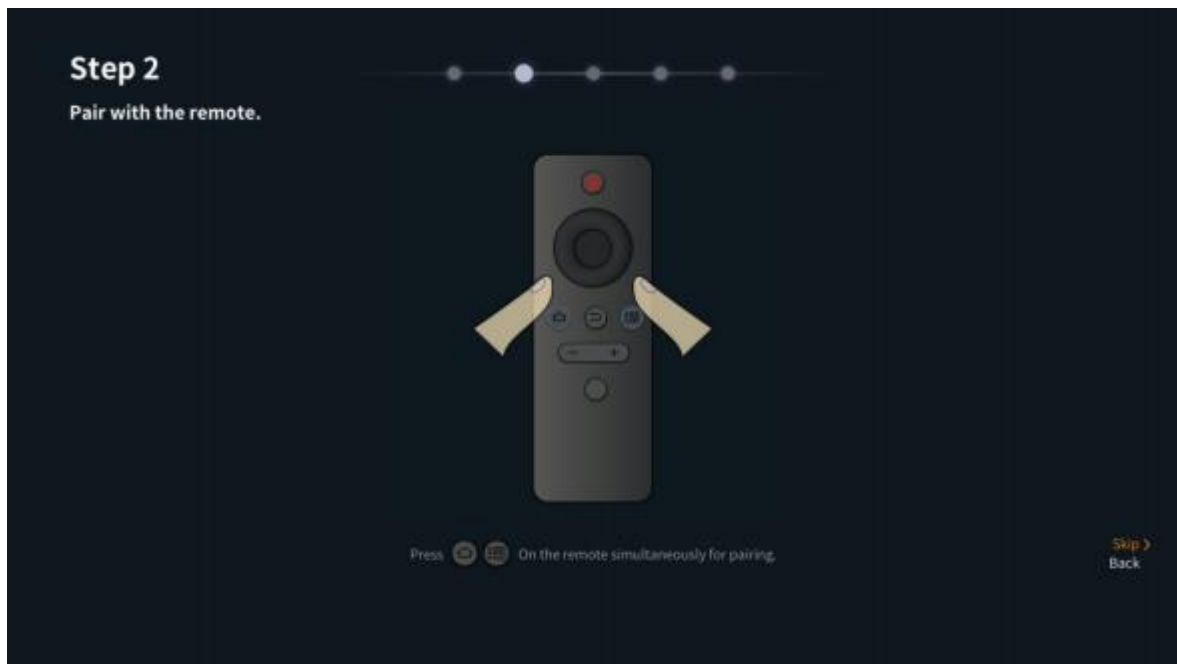 Step 2
Pair with the remote.
Press On the remote simultaneously for pairing.
Skip ❯
Back